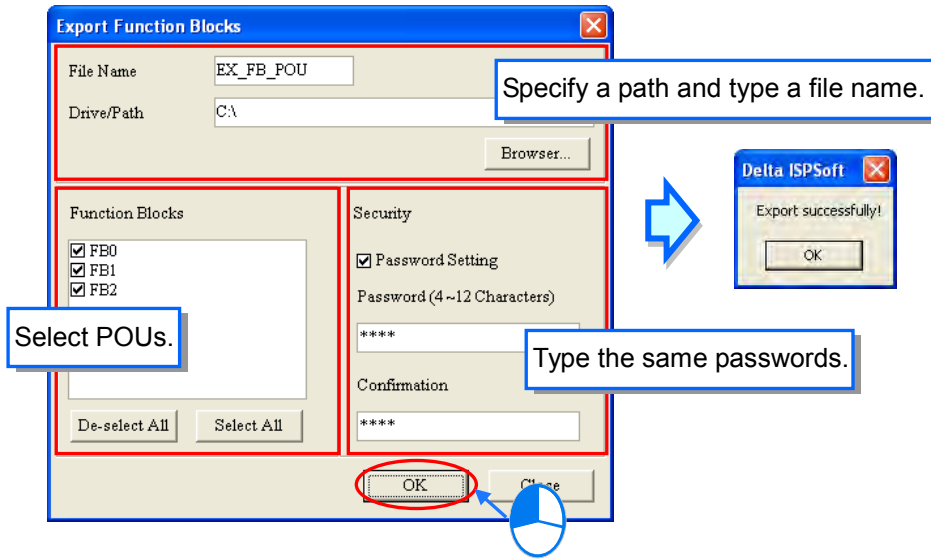 Export Function Blocks
File Name
EX_FB_POU
Specify a path and type a file name.
Drive/Path
C:\
Browser...
Delta ISPSoft
Export successfully!
OK
Function Blocks
FB0
FB1
FB2
Select POUs.
De-select All
Select All
Security
Password Setting
Password (4~12 Characters)
****
Type the same passwords.
Confirmation
****
OK